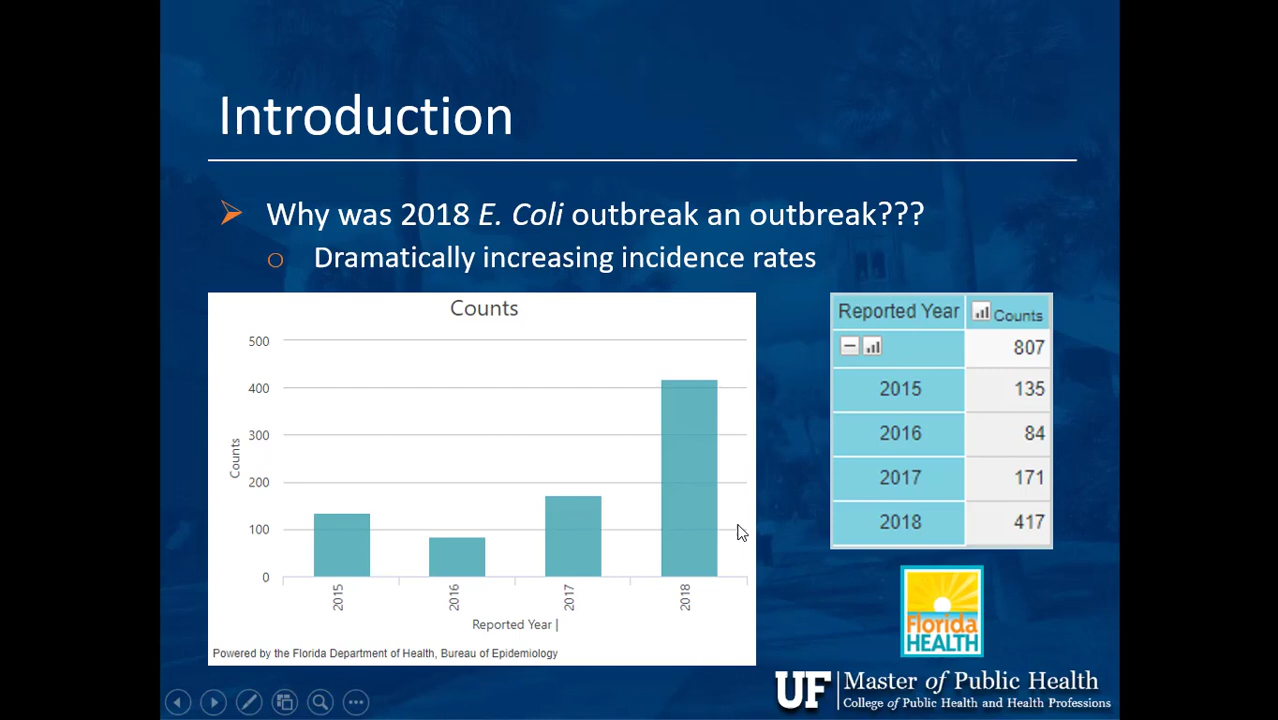 Introduction
Why was 2018 E. Coli outbreak an outbreak???
Dramatically increasing incidence rates
Counts
500
400
300
200
100
0
Counts
2015
2016
2017
2018
Reported Year |
Powered by the Florida Department of Health, Bureau of Epidemiology
Reported Year Counts
807
2015 135
2016 84
2017 171
2018 417
Florida
HEALTH
UF Master of Public Health
College of Public Health and Health Professions